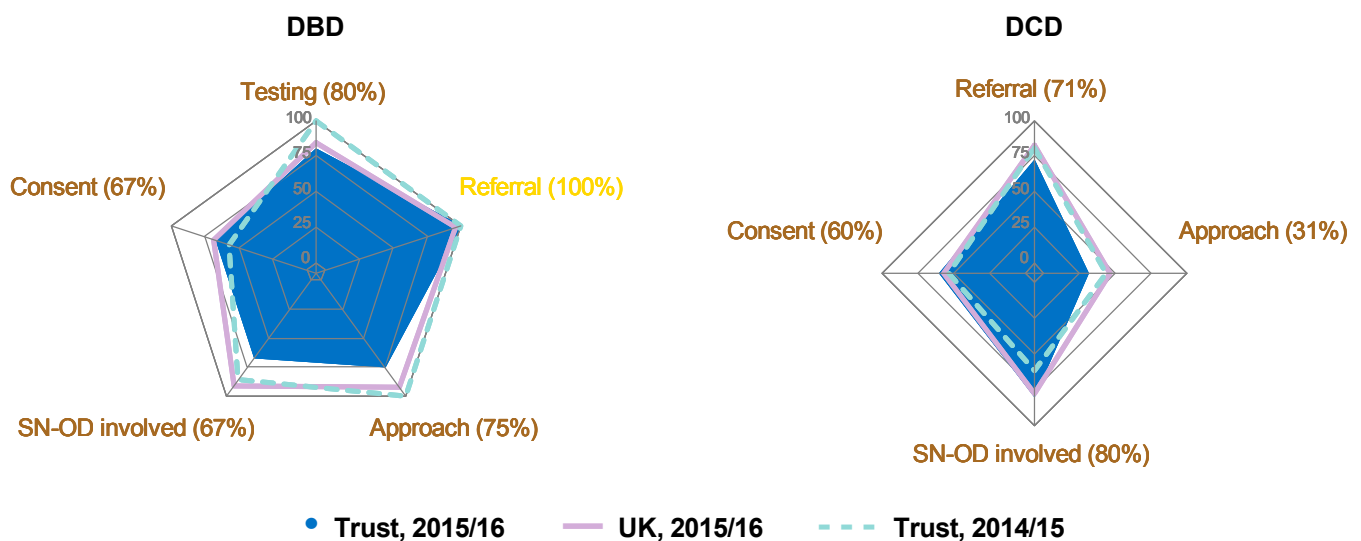 DBD
Testing (80%)
100
75
50
25
0
Consent (67%)
Referral (100%)
SN-OD involved (67%)
Approach (75%)
DCD
Referral (71%)
100
75
50
25
0
Consent (60%)
Approach (31%)
SN-OD involved (80%)
Trust, 2015/16
UK, 2015/16
Trust, 2014/15